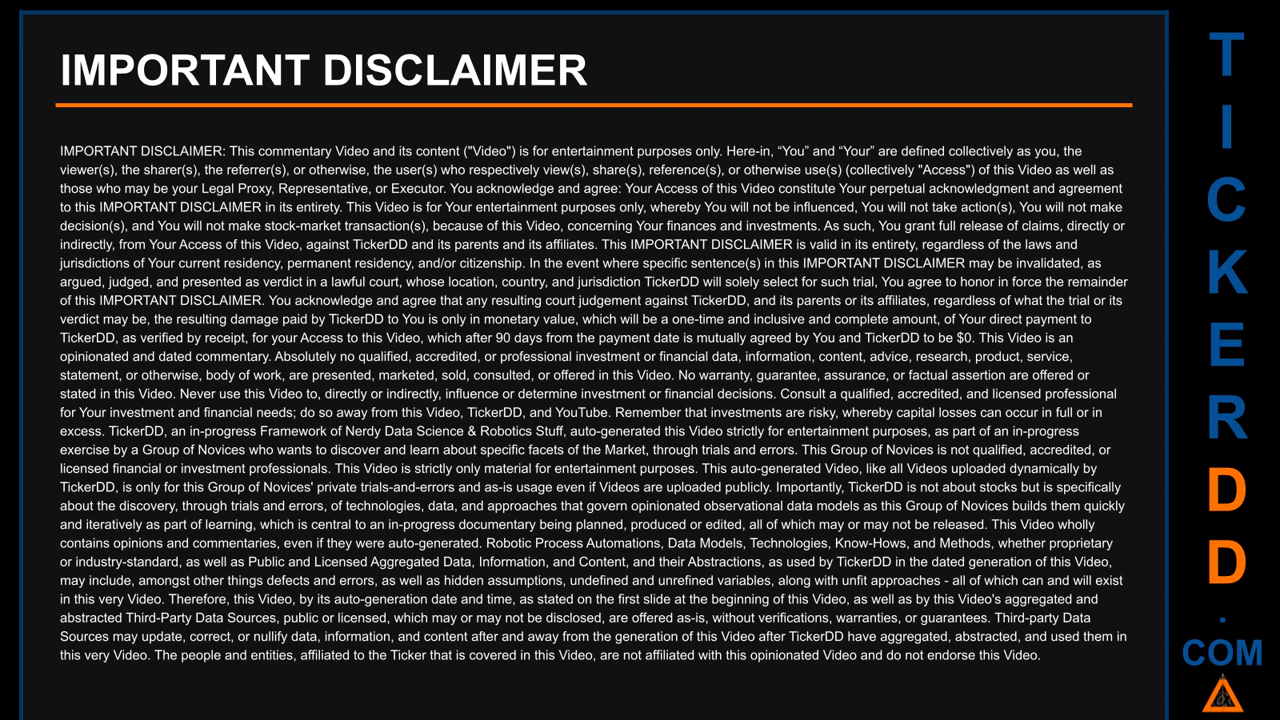 IMPORTANT DISCLAIMER
IMPORTANT DISCLAIMER: This commentary Video and its content ("Video") is for entertainment purposes only. Here-in, “You” and “Your” are defined collectively as you, the
viewer(s), the sharer(s), the referrer(s), or otherwise, the user(s) who respectively view(s), share(s), reference(s), or otherwise use(s) (collectively "Access") of this Video as well as
those who may be your Legal Proxy, Representative, or Executor. You acknowledge and agree: Your Access of this Video constitute Your perpetual acknowledgment and agreement
to this IMPORTANT DISCLAIMER in its entirety. This Video is for Your entertainment purposes only, whereby You will not be influenced, You will not take action(s), You will not make
decision(s), and You will not make stock-market transaction(s), because of this Video, concerning Your finances and investments. As such, You grant full release of claims, directly or
indirectly, from Your Access of this Video, against TickerDD and its parents and its affiliates. This IMPORTANT DISCLAIMER is valid in its entirety, regardless of the laws and
jurisdictions of Your current residency, permanent residency, and/or citizenship. In the event where specific sentence(s) in this IMPORTANT DISCLAIMER may be invalidated, as
argued, judged, and presented as verdict in a lawful court, whose location, country, and jurisdiction TickerDD will solely select for such trial, You agree to honor in force the remainder
of this IMPORTANT DISCLAIMER. You acknowledge and agree that any resulting court judgement against TickerDD, and its parents or its affiliates, regardless of what the trial or its
verdict may be, the resulting damage paid by TickerDD to You is only in monetary value, which will be a one-time and inclusive and complete amount, of Your direct payment to
TickerDD, as verified by receipt, for your Access to this Video, which after 90 days from the payment date is mutually agreed by You and TickerDD to be $0. This Video is an
opinionated and dated commentary. Absolutely no qualified, accredited, or professional investment or financial data, information, content, advice, research, product, service,
statement, or otherwise, body of work, are presented, marketed, sold, consulted, or offered in this Video. No warranty, guarantee, assurance, or factual assertion are offered or
stated in this Video. Never use this Video to, directly or indirectly, influence or determine investment or financial decisions. Consult a qualified, accredited, and licensed professional
for Your investment and financial needs; do so away from this Video, TickerDD, and YouTube. Remember that investments are risky, whereby capital losses can occur in full or in
excess. TickerDD, an in-progress Framework of Nerdy Data Science & Robotics Stuff, auto-generated this Video strictly for entertainment purposes, as part of an in-progress
exercise by a Group of Novices who wants to discover and learn about specific facets of the Market, through trials and errors. This Group of Novices is not qualified, accredited, or
licensed financial or investment professionals. This Video is strictly only material for entertainment purposes. This auto-generated Video, like all Videos uploaded dynamically by
TickerDD, is only for this Group of Novices' private trials-and-errors and as-is usage even if Videos are uploaded publicly. Importantly, TickerDD is not about stocks but is specifically
about the discovery, through trials and errors, of technologies, data, and approaches that govern opinionated observational data models as this Group of Novices builds them quickly
and iteratively as part of learning, which is central to an in-progress documentary being planned, produced or edited, all of which may or may not be released. This Video wholly
contains opinions and commentaries, even if they were auto-generated. Robotic Process Automations, Data Models, Technologies, Know-Hows, and Methods, whether proprietary
or industry-standard, as well as Public and Licensed Aggregated Data, Information, and Content, and their Abstractions, as used by TickerDD in the dated generation of this Video,
may include, amongst other things defects and errors, as well as hidden assumptions, undefined and unrefined variables, along with unfit approaches - all of which can and will exist
in this very Video. Therefore, this Video, by its auto-generation date and time, as stated on the first slide at the beginning of this Video, as well as by this Video's aggregated and
abstracted Third-Party Data Sources, public or licensed, which may or may not be disclosed, are offered as-is, without verifications, warranties, or guarantees. Third-party Data
Sources may update, correct, or nullify data, information, and content after and away from the generation of this Video after TickerDD have aggregated, abstracted, and used them in
this very Video. The people and entities, affiliated to the Ticker that is covered in this Video, are not affiliated with this opinionated Video and do not endorse this Video.
T
I
C
K
E
R
D
D
.
COM